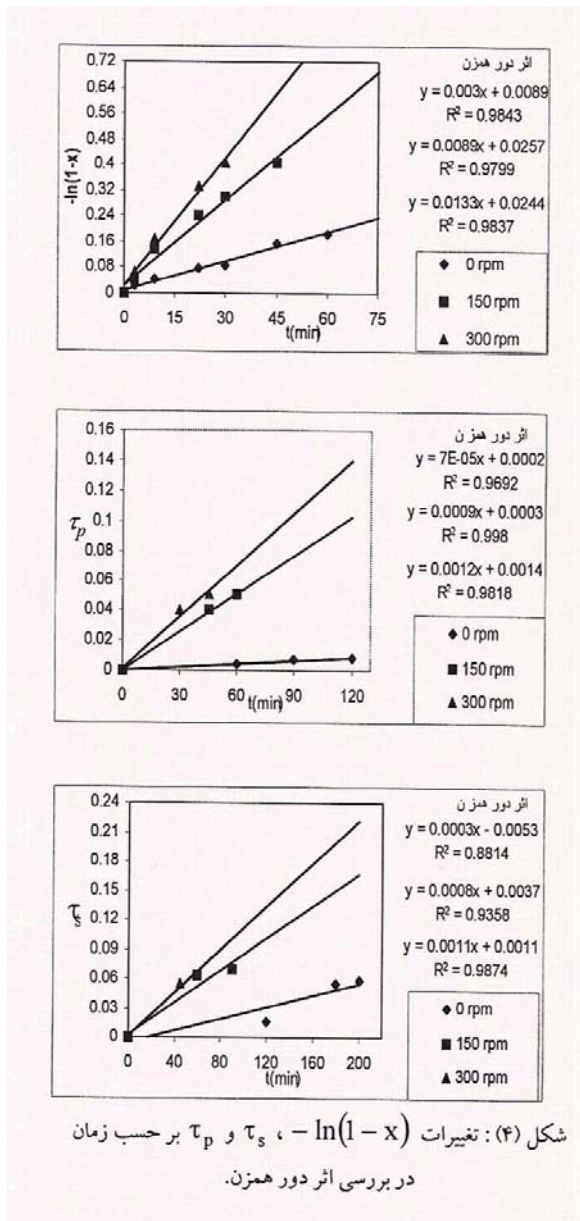 اثر دور همزن
y = 0.003x + 0.0089
R² = 0.9843
y = 0.0089x + 0.0257
R² = 0.9799
y = 0.0133x + 0.0244
R² = 0.9837
0 rpm
150 rpm
300 rpm
-ln(1-x)
0.72
0.64
0.56
0.48
0.4
0.32
0.24
0.16
0.08
0
0 15 30 45 60 75
t(min)
اثر دور همزن
y = 7E-05x + 0.0002
R² = 0.9692
y = 0.0009x + 0.0003
R² = 0.998
y = 0.0012x + 0.0014
R² = 0.9818
0 rpm
150 rpm
300 rpm
τp
0.16
0.14
0.12
0.1
0.08
0.06
0.04
0.02
0
0 30 60 90 120
t(min)
اثر دور همزن
y = 0.0003x - 0.0053
R² = 0.8814
y = 0.0008x + 0.0037
R² = 0.9358
y = 0.0011x + 0.0011
R² = 0.9874
0 rpm
150 rpm
300 rpm
τs
0.24
0.21
0.18
0.15
0.12
0.09
0.06
0.03
0
0 40 80 120 160 200
t(min)
شکل (۴) : تغییرات − ln(1 − x) ، τs و τp بر حسب زمان
در بررسی اثر دور همزن.